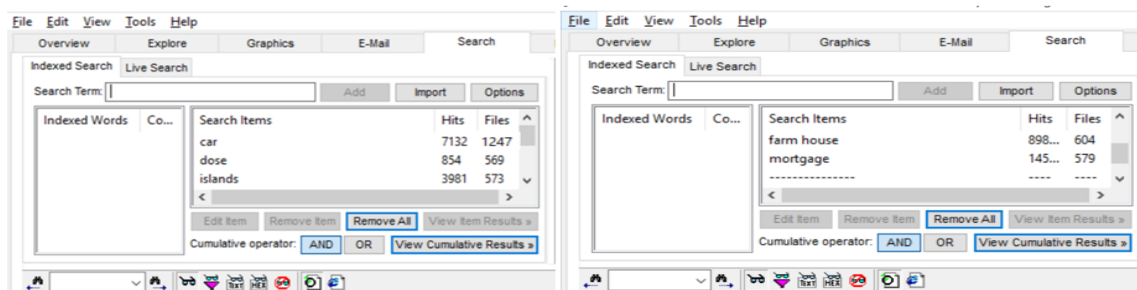 File Edit View Tools Help
Overview Explore Graphics E-Mail Search
Indexed Search Live Search
Search Term: Add Import Options
Indexed Words Co... Search Items Hits Files
car 7132 1247
dose 854 569
islands 3981 573
Edit Item Remove Item Remove All View Item Results »
Cumulative operator: AND OR View Cumulative Results »
TEXT HEX
File Edit View Tools Help
Overview Explore Graphics E-Mail Search
Indexed Search Live Search
Search Term: Add Import Options
Indexed Words Co... Search Items Hits Files
farm house 898... 604
mortgage 145... 579
--------------- ---- ----
Edit Item Remove Item Remove All View Item Results »
Cumulative operator: AND OR View Cumulative Results »
TEXT HEX